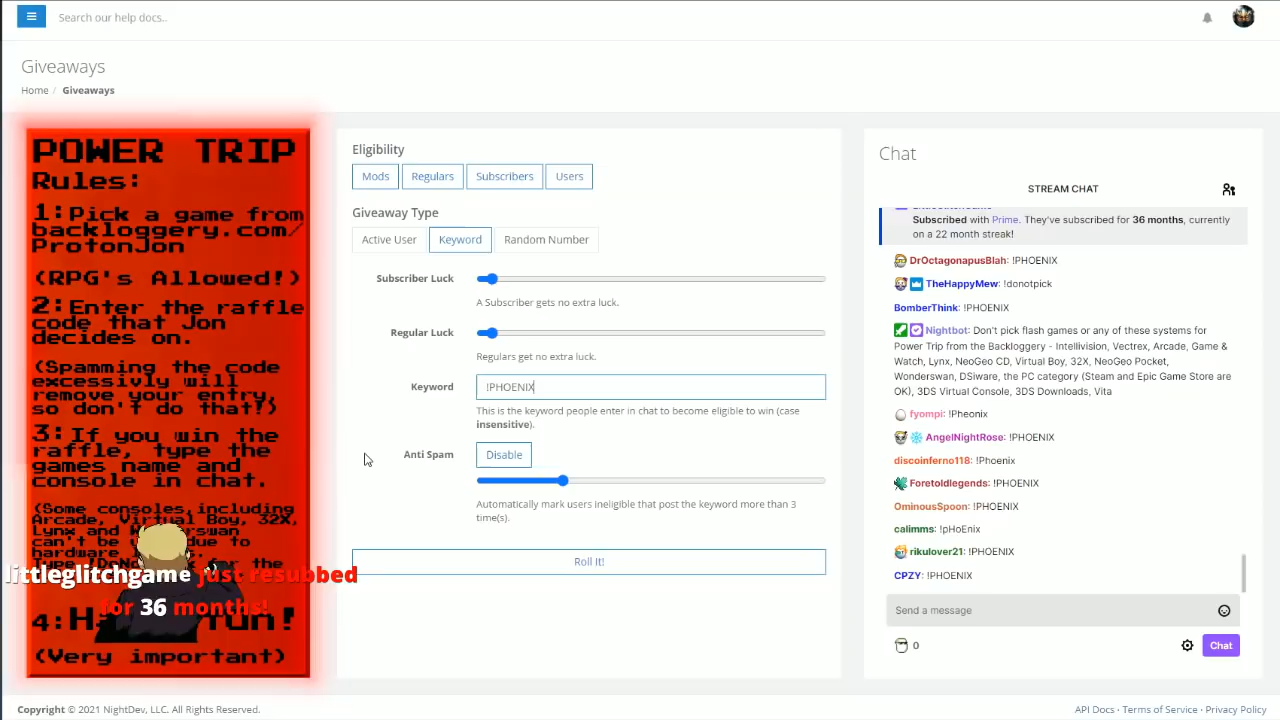 Search our help docs..
Giveaways
Home / Giveaways
POWER TRIP
Rules:
1:Pick a game from
backloggery.com/
ProtonJon
(RPG's Allowed!)
2:Enter the raffle
code that Jon
decides on.
(Spamming the code
excessivly will
remove your entry,
so don't do that!)
3:If you win the
raffle, type the
games name and
console in chat.
(Some consoles,including
Arcade, Virtual Boy, 32X,
Lynx and
can't be due to
hardware
the
littleglitchgame just resubbed
for 36 months!
4:
(Very important)
Eligibility
Mods Regulars Subscribers Users
Giveaway Type
Active User Keyword Random Number
Subscriber Luck
A Subscriber gets no extra luck.
Regular Luck
Regulars get no extra luck.
Keyword !PHOENIX
This is the keyword people enter in chat to become eligible to win (case
insensitive).
Anti Spam Disable
Automatically mark users ineligible that post the keyword more than 3
time(s).
Roll It!
Chat
STREAM CHAT
Subscribed with Prime. They've subscribed for 36 months, currently
on a 22 month streak!
DrOctagonapusBlah: !PHOENIX
TheHappyMew: !donotpick
BomberThink: !PHOENIX
Nightbot: Don't pick flash games or any of these systems for
Power Trip from the Backloggery - Intellivision, Vectrex, Arcade, Game &
Watch, Lynx, NeoGeo CD, Virtual Boy, 32X, NeoGeo Pocket,
Wonderswan, DSiware, the PC category (Steam and Epic Game Store are
OK), 3DS Virtual Console, 3DS Downloads, Vita
fyompi: !Pheonix
AngelNightRose: !PHOENIX
discoinferno118: !Phoenix
Foretoldlegends: !PHOENIX
OminousSpoon: !PHOENIX
calimms: !pHoEnix
rikulover21: !PHOENIX
CPZY: !PHOENIX
Send a message
0
Chat
Copyright © 2021 NightDev, LLC. All Rights Reserved.
API Docs · Terms of Service · Privacy Policy